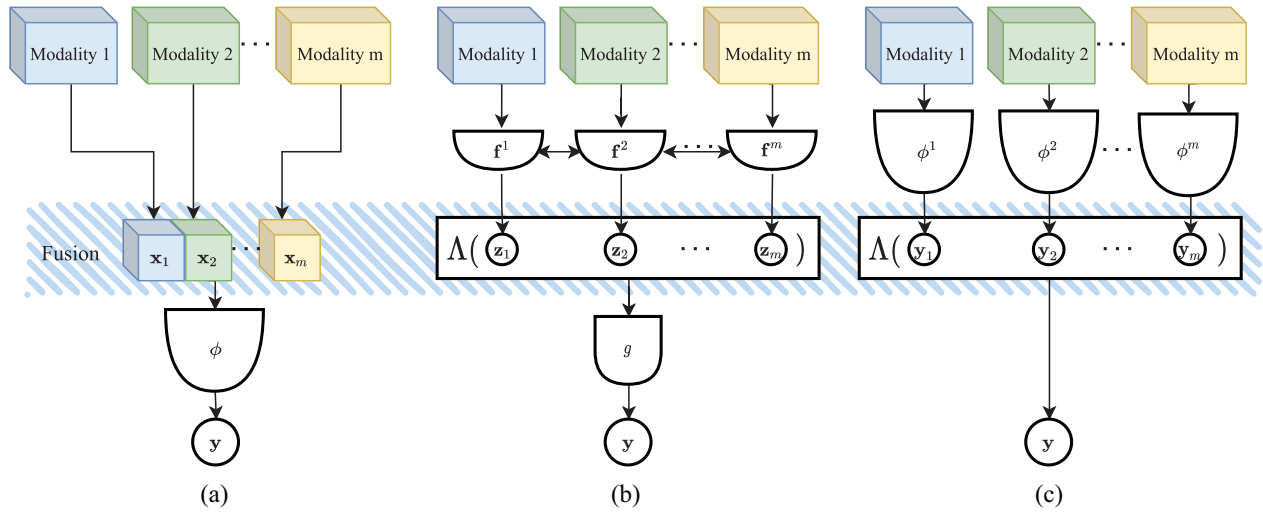 Modality 1 Modality 2 ··· Modality m Modality 1 Modality 2 ··· Modality m Modality 1 Modality 2 ··· Modality m
f¹ f² ··· fᵐ ϕ¹ ϕ² ··· ϕᵐ
Fusion x₁ x₂ ··· xₘ Λ( z₁ z₂ ··· zₘ ) Λ( y₁ y₂ ··· yₘ )
ϕ g
y y y
(a) (b) (c)